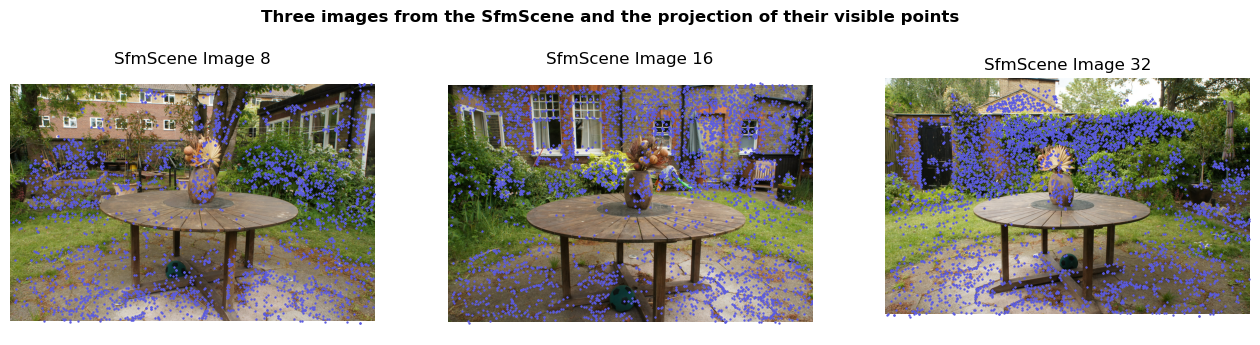 Three images from the SfmScene and the projection of their visible points
SfmScene Image 8
SfmScene Image 16
SfmScene Image 32